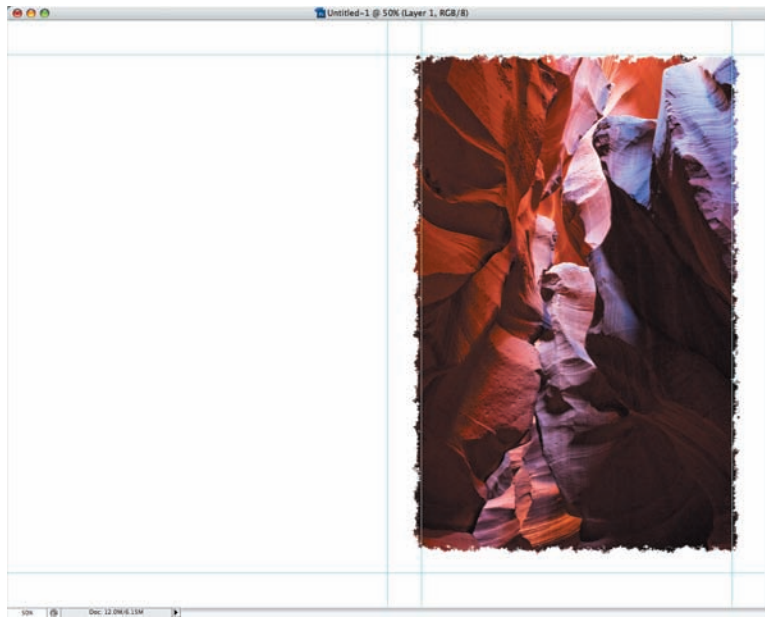 Untitled-1 @ 50% (Layer 1, RGB/8)
50% Doc: 12.0M/6.15M